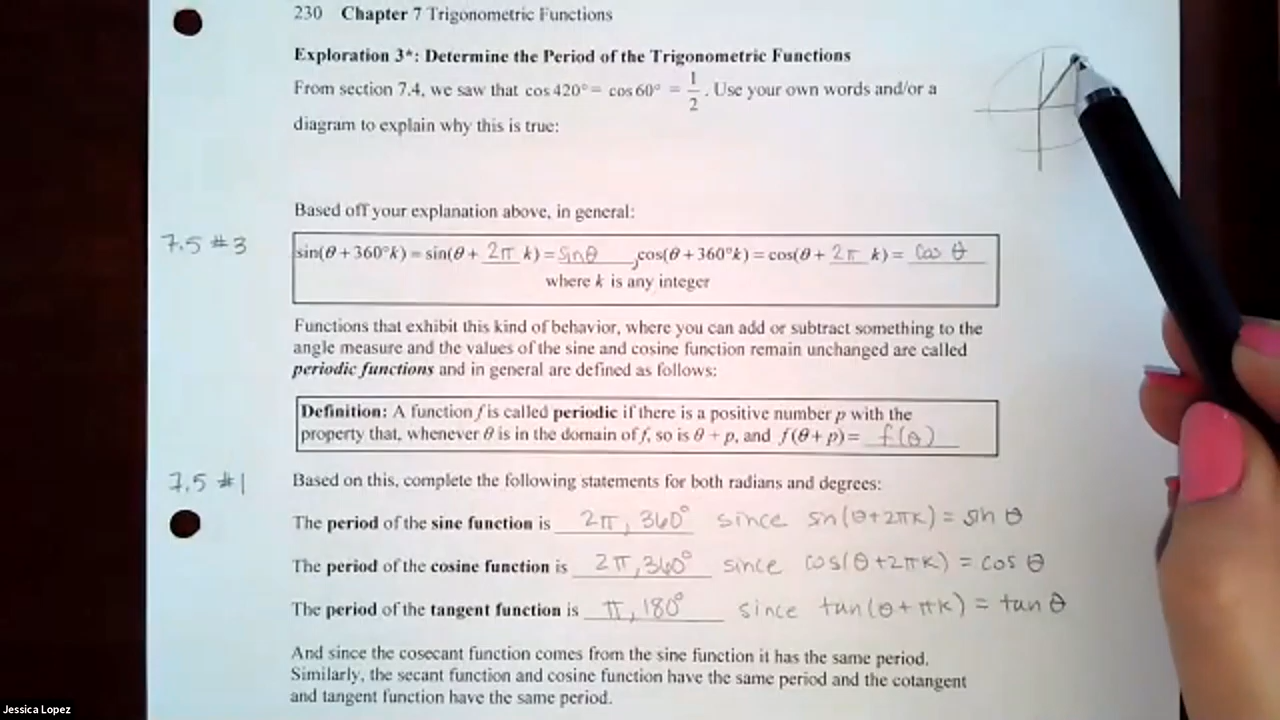 230 Chapter 7 Trigonometric Functions
Exploration 3*: Determine the Period of the Trigonometric Functions
From section 7.4, we saw that cos 420° = cos 60° = 1/2 . Use your own words and/or a
diagram to explain why this is true:
Based off your explanation above, in general:
7.5 #3
sin(θ + 360°k) = sin(θ + 2π k) = sinθ , cos(θ + 360°k) = cos(θ + 2π k) = cos θ
where k is any integer
Functions that exhibit this kind of behavior, where you can add or subtract something to the
angle measure and the values of the sine and cosine function remain unchanged are called
periodic functions and in general are defined as follows:
Definition: A function f is called periodic if there is a positive number p with the
property that, whenever θ is in the domain of f, so is θ + p, and f(θ + p) = f(θ)
7.5 #1
Based on this, complete the following statements for both radians and degrees:
The period of the sine function is 2π, 360° since sin(θ+2πk) = sin θ
The period of the cosine function is 2π, 360° since cos(θ+2πk) = cos θ
The period of the tangent function is π, 180° since tan(θ+πk) = tan θ
And since the cosecant function comes from the sine function it has the same period.
Similarly, the secant function and cosine function have the same period and the cotangent
and tangent function have the same period.
Jessica Lopez